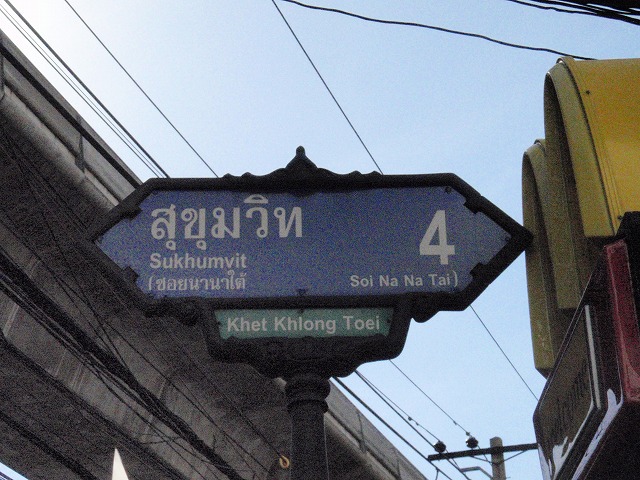 สุขุมวิท 4
Sukhumvit
(ซอยนานาใต้ Soi Na Na Tai)
Khet Khlong Toei